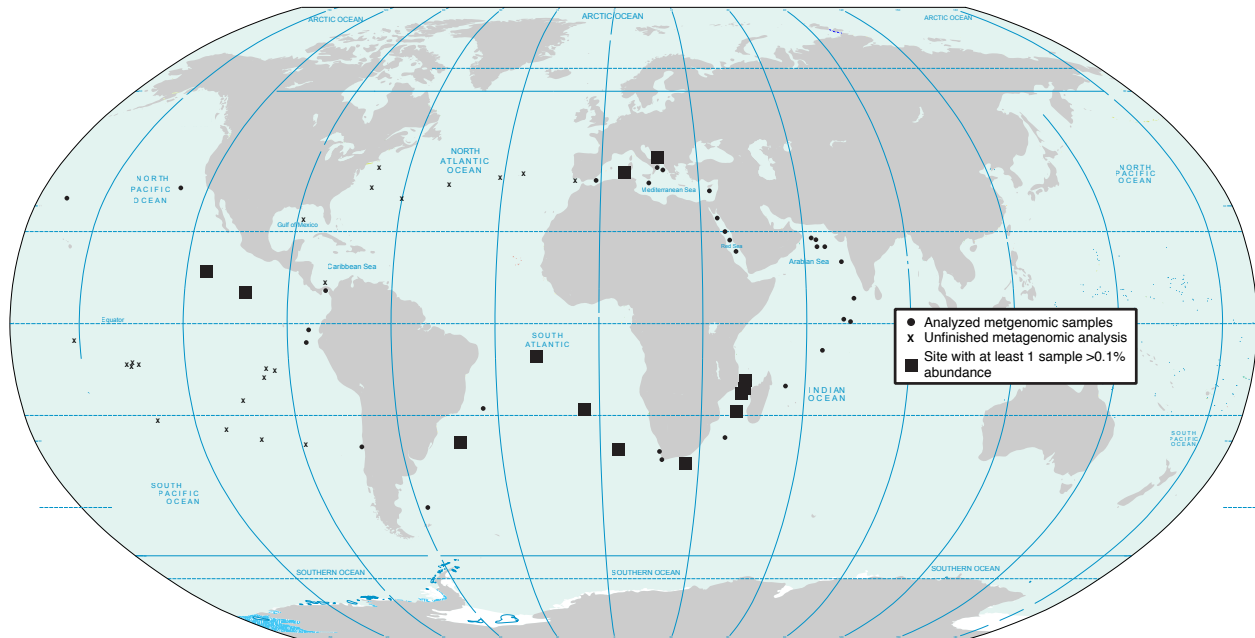 ARCTIC OCEAN
ARCTIC OCEAN
ARCTIC OCEAN
NORTH
ATLANTIC
OCEAN
NORTH
PACIFIC
OCEAN
NORTH
PACIFIC
OCEAN
Mediterranean Sea
Gulf of Mexico
Red Sea
Caribbean Sea
Arabian Sea
Equator
SOUTH
ATLANTIC
Analyzed metgenomic samples
x Unfinished metagenomic analysis
Site with at least 1 sample >0.1%
abundance
INDIAN
OCEAN
SOUTH
PACIFIC
OCEAN
SOUTH
PACIFIC
OCEAN
SOUTHERN OCEAN
SOUTHERN OCEAN
SOUTHERN OCEAN